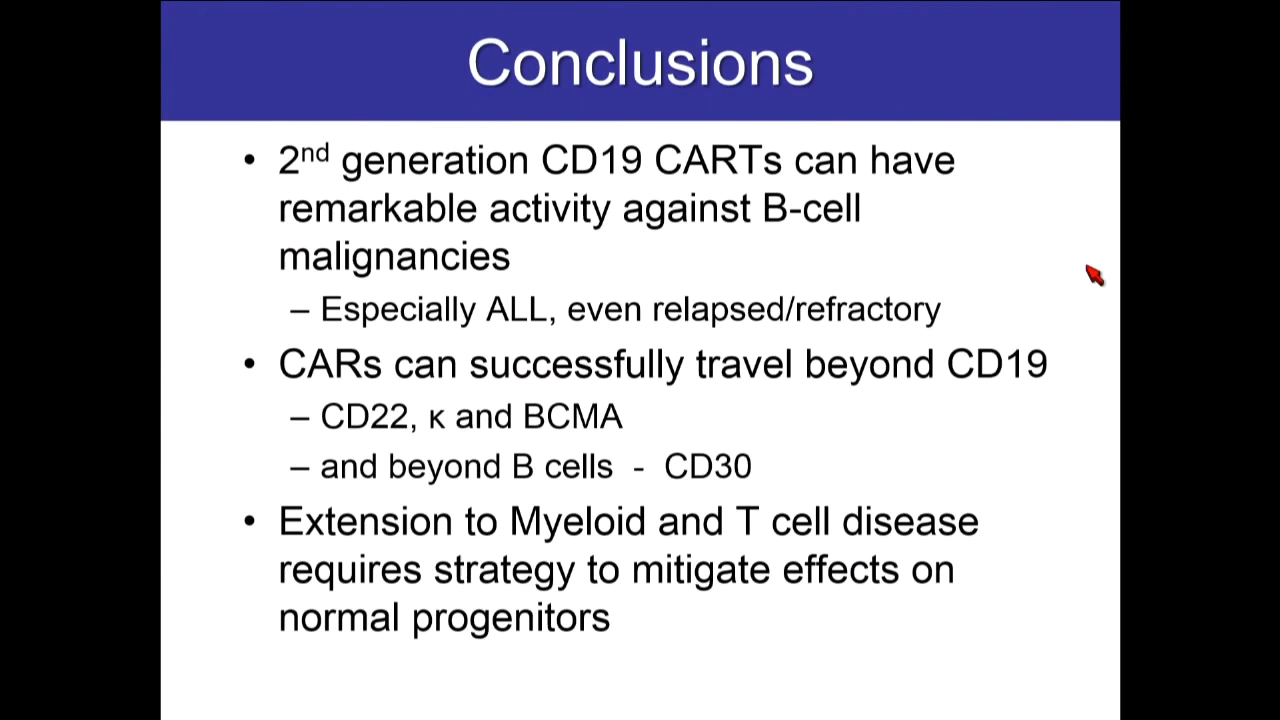 Conclusions
• 2nd generation CD19 CARTs can have
remarkable activity against B-cell
malignancies
– Especially ALL, even relapsed/refractory
• CARs can successfully travel beyond CD19
– CD22, κ and BCMA
– and beyond B cells - CD30
• Extension to Myeloid and T cell disease
requires strategy to mitigate effects on
normal progenitors